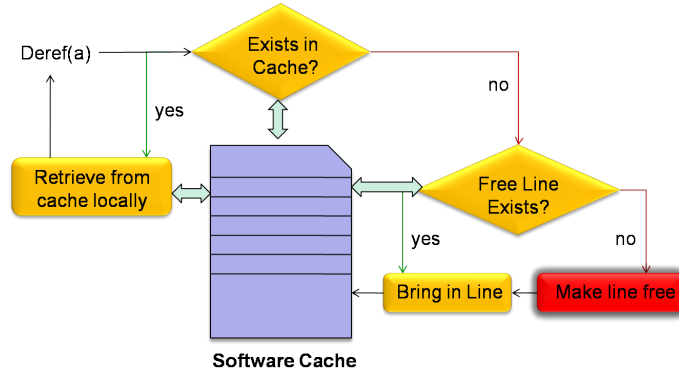 Deref(a)
Exists in
Cache?
no
yes
Retrieve from
cache locally
Free Line
Exists?
yes
no
Bring in Line
Make line free
Software Cache